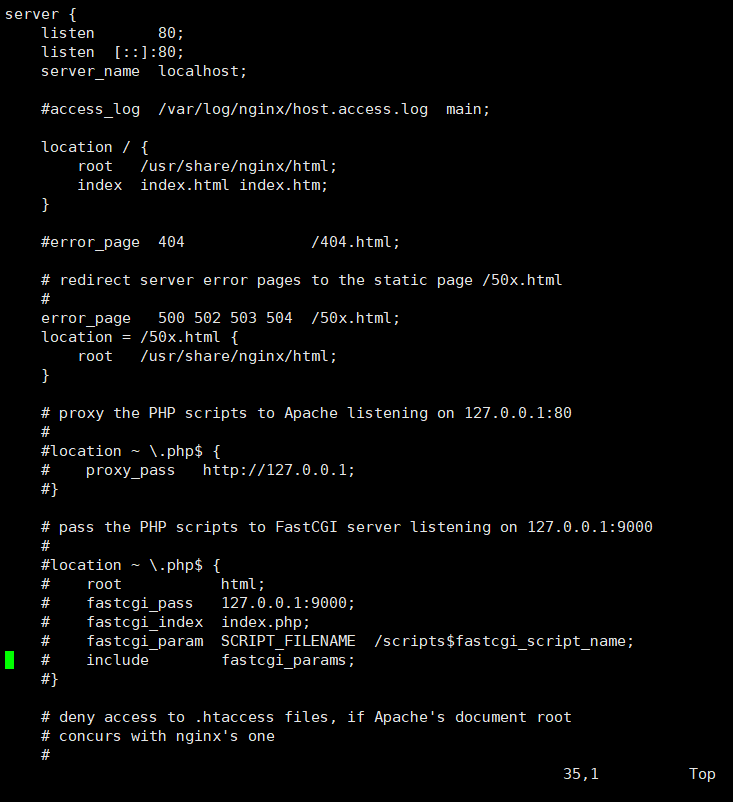 server {
    listen       80;
    listen  [::]:80;
    server_name  localhost;

    #access_log  /var/log/nginx/host.access.log  main;

    location / {
        root   /usr/share/nginx/html;
        index  index.html index.htm;
    }

    #error_page  404              /404.html;

    # redirect server error pages to the static page /50x.html
    #
    error_page   500 502 503 504  /50x.html;
    location = /50x.html {
        root   /usr/share/nginx/html;
    }

    # proxy the PHP scripts to Apache listening on 127.0.0.1:80
    #
    #location ~ \.php$ {
    #    proxy_pass   http://127.0.0.1;
    #}

    # pass the PHP scripts to FastCGI server listening on 127.0.0.1:9000
    #
    #location ~ \.php$ {
    #    root           html;
    #    fastcgi_pass   127.0.0.1:9000;
    #    fastcgi_index  index.php;
    #    fastcgi_param  SCRIPT_FILENAME  /scripts$fastcgi_script_name;
    #    include        fastcgi_params;
    #}

    # deny access to .htaccess files, if Apache's document root
    # concurs with nginx's one
    #
35,1          Top